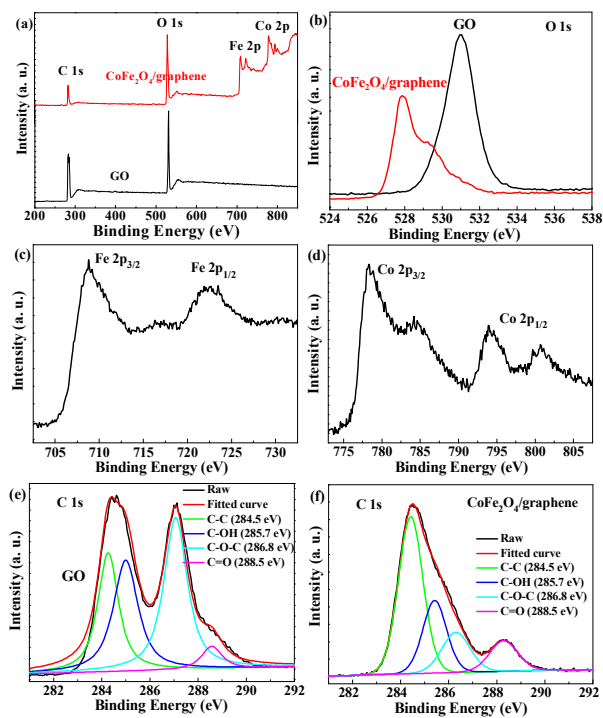 (a)
O 1s
Co 2p
Fe 2p
C 1s
CoFe₂O₄/graphene
GO
Intensity (a. u.)
200 300 400 500 600 700 800
Binding Energy (eV)
(b)
GO
O 1s
CoFe₂O₄/graphene
Intensity (a. u.)
524 526 528 530 532 534 536 538
Binding Energy (eV)
(c)
Fe 2p3/2
Fe 2p1/2
Intensity (a. u.)
705 710 715 720 725 730
Binding Energy (eV)
(d)
Co 2p3/2
Co 2p1/2
Intensity (a. u.)
775 780 785 790 795 800 805
Binding Energy (eV)
(e)
C 1s
GO
Raw
Fitted curve
C-C (284.5 eV)
C-OH (285.7 eV)
C-O-C (286.8 eV)
C=O (288.5 eV)
Intensity (a. u.)
282 284 286 288 290 292
Binding Energy (eV)
(f)
C 1s
CoFe₂O₄/graphene
Raw
Fitted curve
C-C (284.5 eV)
C-OH (285.7 eV)
C-O-C (286.8 eV)
C=O (288.5 eV)
Intensity (a. u.)
282 284 286 288 290 292
Binding Energy (eV)